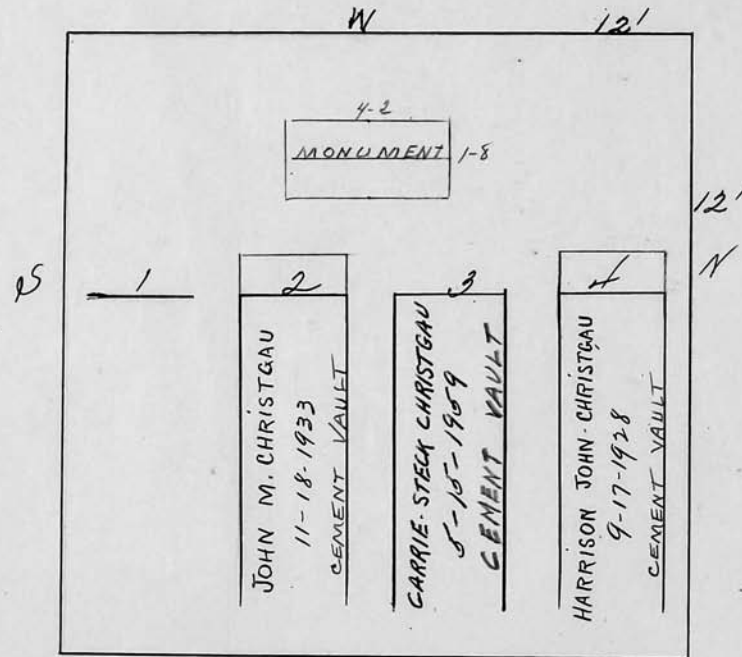 W 12'
4-2
MONUMENT 1-8
12'
S 1 2 3 4 N
JOHN M. CHRISTGAU
11-18-1933
CEMENT VAULT
CARRIE-STECK CHRISTGAU
5-15-1959
CEMENT VAULT
HARRISON JOHN-CHRISTGAU
9-17-1928
CEMENT VAULT